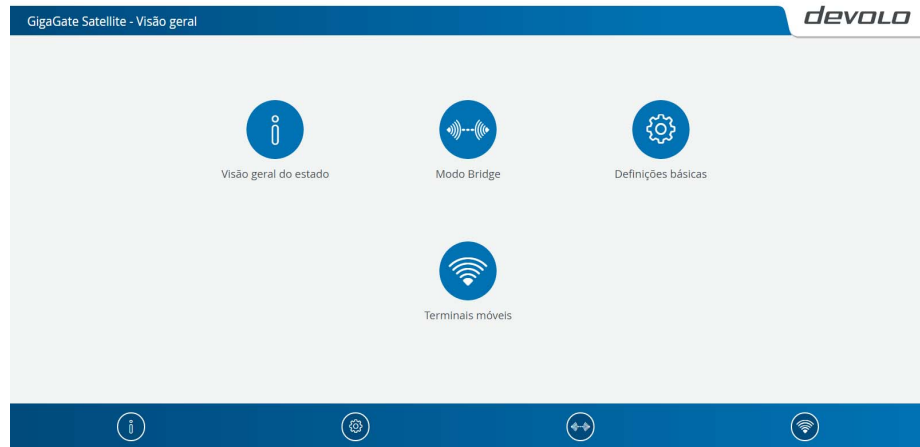 GigaGate Satellite - Visão geral
devolo
Visão geral do estado
Modo Bridge
Definições básicas
Terminais móveis